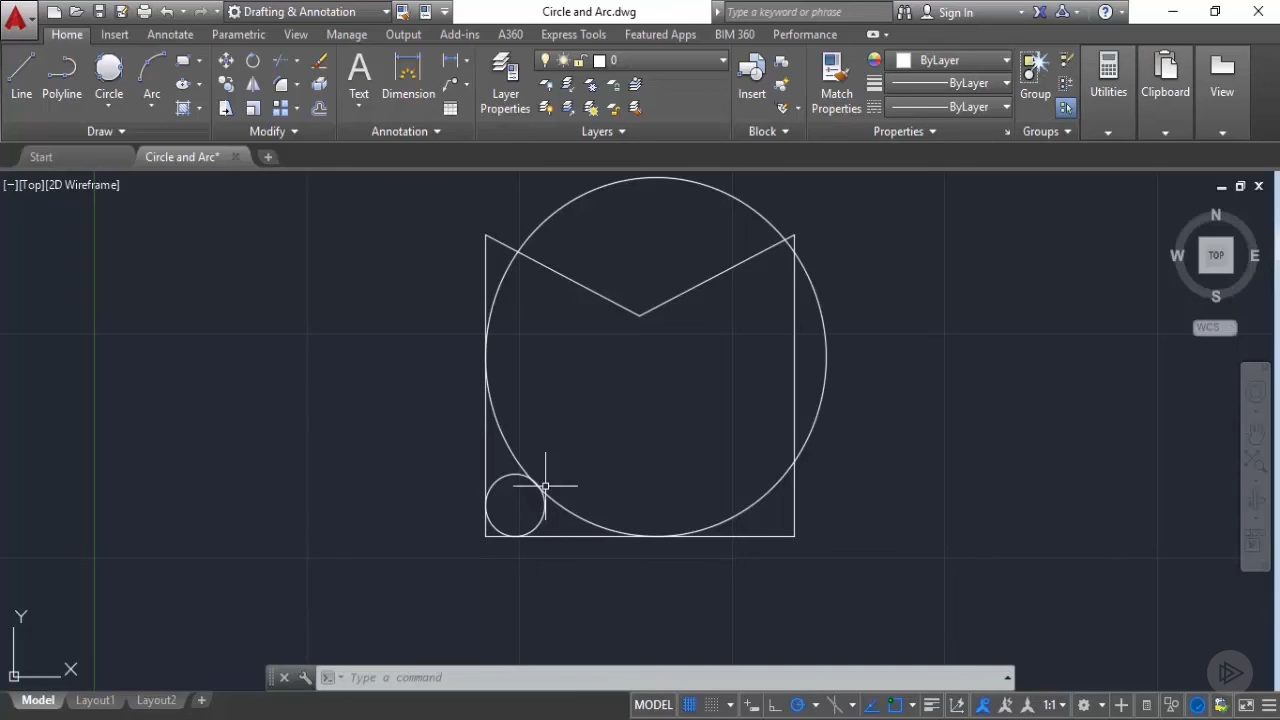 Drafting & Annotation
Circle and Arc.dwg
Type a keyword or phrase
Sign In
Home Insert Annotate Parametric View Manage Output Add-ins A360 Express Tools Featured Apps BIM 360 Performance
0
ByLayer
ByLayer
ByLayer
Line Polyline Circle Arc Text Dimension Layer Properties Insert Match Properties Group Utilities Clipboard View
Draw Modify Annotation Layers Block Properties Groups
Start Circle and Arc*
[−][Top][2D Wireframe]
N
W TOP E
S
WCS
Y
X
Type a command
Model Layout1 Layout2 MODEL 1:1